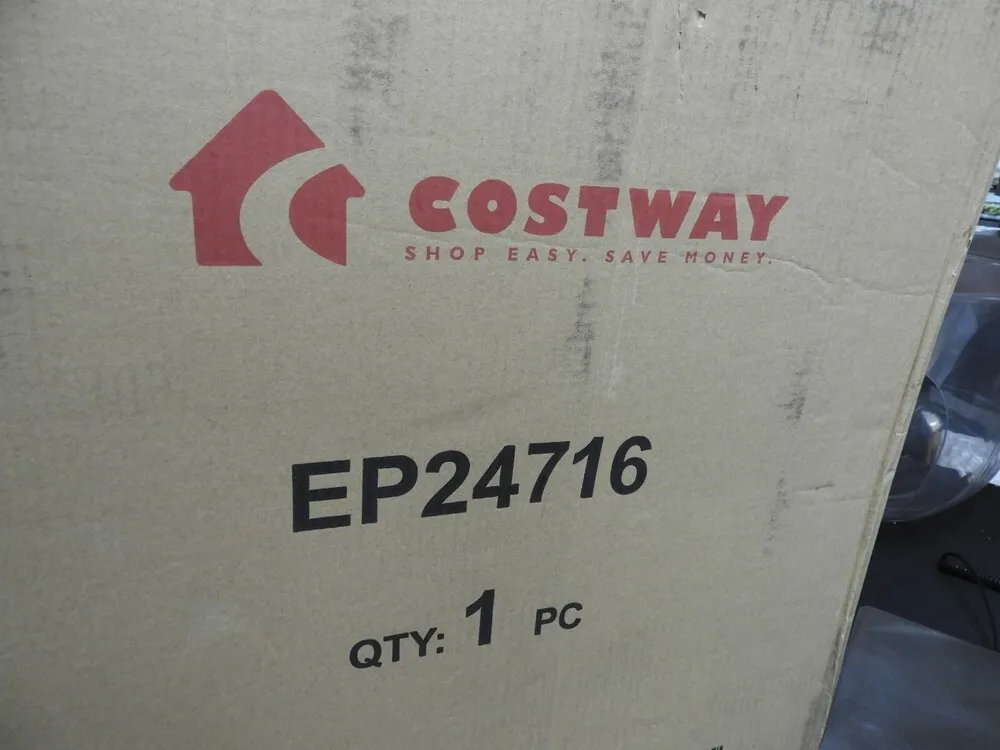 COSTWAY
SHOP EASY. SAVE MONEY.
EP24716
QTY: 1 PC